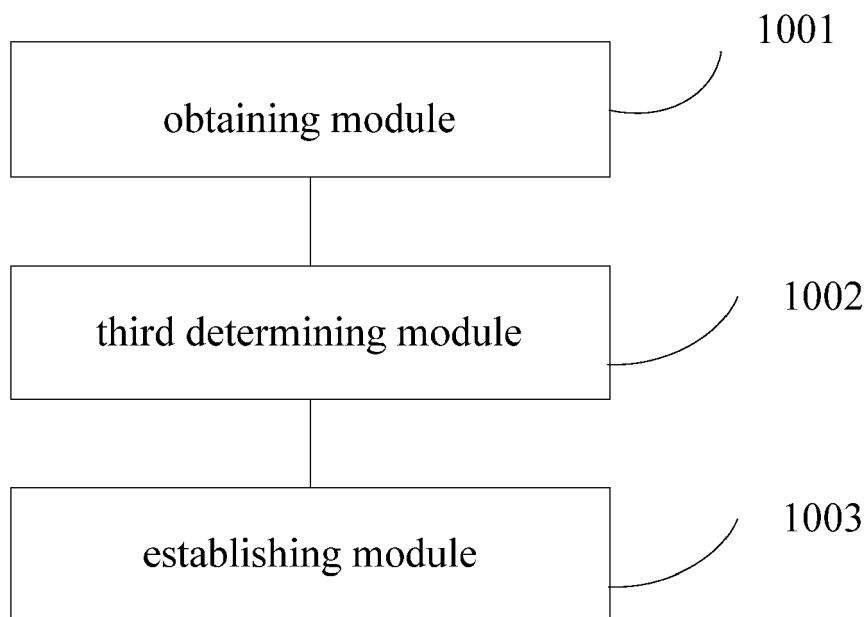 1001
obtaining module
1002
third determining module
1003
establishing module